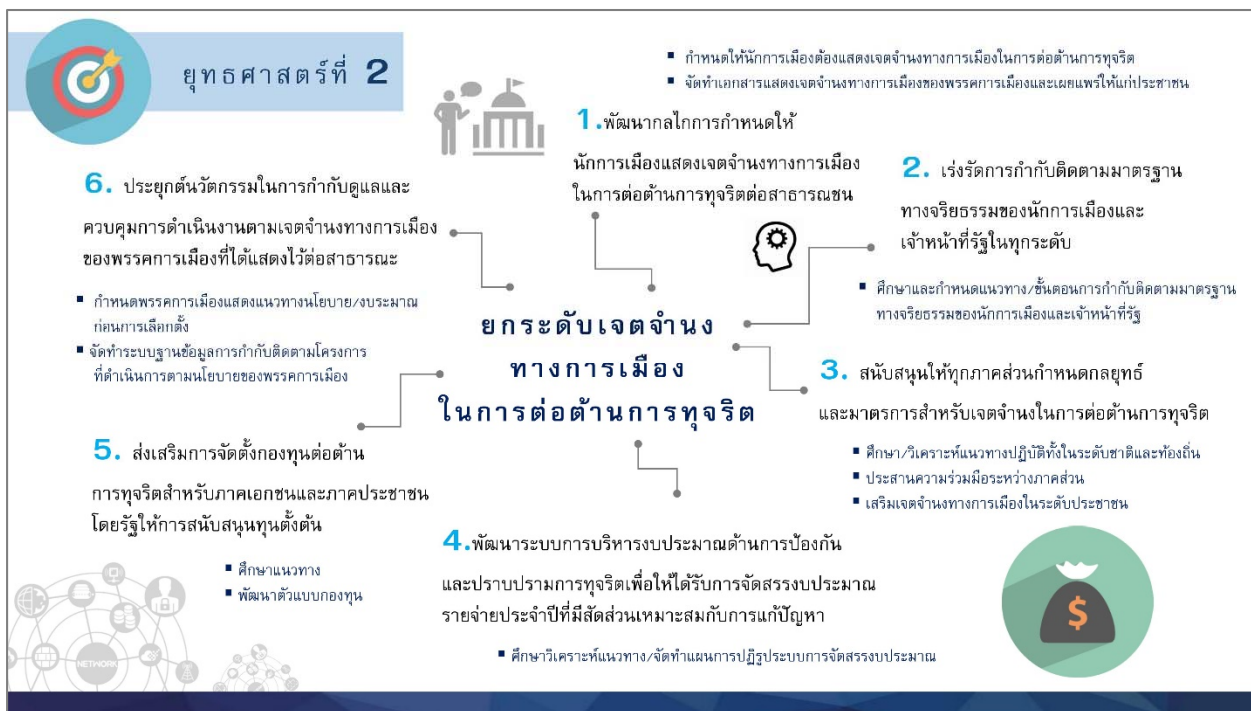 ยุทธศาสตร์ที่ 2
▪ กำหนดให้นักการเมืองต้องแสดงเจตจำนงทางการเมืองในการต่อต้านการทุจริต
▪ จัดทำเอกสารแสดงเจตจำนงทางการเมืองของพรรคการเมืองและเผยแพร่ให้แก่ประชาชน
1.พัฒนากลไกการกำหนดให้
นักการเมืองแสดงเจตจำนงทางการเมือง
ในการต่อต้านการทุจริตต่อสาธารณชน
2. เร่งรัดการกำกับติดตามมาตรฐาน
ทางจริยธรรมของนักการเมืองและ
เจ้าหน้าที่รัฐในทุกระดับ
▪ ศึกษาและกำหนดแนวทาง/ขั้นตอนการกำกับติดตามมาตรฐาน
ทางจริยธรรมของนักการเมืองและเจ้าหน้าที่รัฐ
3. สนับสนุนให้ทุกภาคส่วนกำหนดกลยุทธ์
และมาตรการสำหรับเจตจำนงในการต่อต้านการทุจริต
▪ ศึกษา/วิเคราะห์แนวทางปฏิบัติทั้งในระดับชาติและท้องถิ่น
▪ ประสานความร่วมมือระหว่างภาคส่วน
▪ เสริมเจตจำนงทางการเมืองในระดับประชาชน
4.พัฒนาระบบการบริหารงบประมาณด้านการป้องกัน
และปราบปรามการทุจริตเพื่อให้ได้รับการจัดสรรงบประมาณ
รายจ่ายประจำปีที่มีสัดส่วนเหมาะสมกับการแก้ปัญหา
▪ ศึกษาวิเคราะห์แนวทาง/จัดทำแผนการปฏิรูประบบการจัดสรรงบประมาณ
5. ส่งเสริมการจัดตั้งกองทุนต่อต้าน
การทุจริตสำหรับภาคเอกชนและภาคประชาชน
โดยรัฐให้การสนับสนุนทุนตั้งต้น
▪ ศึกษาแนวทาง
▪ พัฒนาตัวแบบกองทุน
6. ประยุกต์นวัตกรรมในการกำกับดูแลและ
ควบคุมการดำเนินงานตามเจตจำนงทางการเมือง
ของพรรคการเมืองที่ได้แสดงไว้ต่อสาธารณะ
▪ กำหนดพรรคการเมืองแสดงแนวทางนโยบาย/งบประมาณ
ก่อนการเลือกตั้ง
▪ จัดทำระบบฐานข้อมูลการกำกับติดตามโครงการ
ที่ดำเนินการตามนโยบายของพรรคการเมือง
ยกระดับเจตจำนง
ทางการเมือง
ในการต่อต้านการทุจริต
NETWORK
$